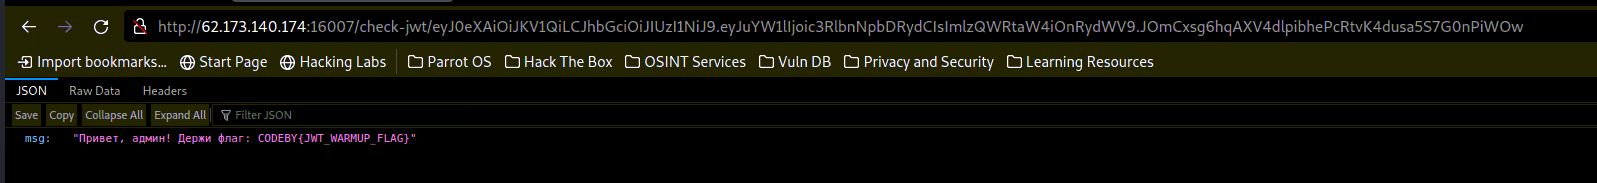 http://62.173.140.174:16007/check-jwt/eyJ0eXAiOiJKV1QiLCJhbGciOiJIUzI1NiJ9.eyJuYW1lIjoic3RlbnNpbDRydCIsImlzQWRtaW4iOnRydWV9.JOmCxsg6hqAXV4dlpibhePcRtvK4dusa5S7G0nPiWOw
Import bookmarks... Start Page Hacking Labs Parrot OS Hack The Box OSINT Services Vuln DB Privacy and Security Learning Resources
JSON Raw Data Headers
Save Copy Collapse All Expand All Filter JSON
msg: "Привет, админ! Держи флаг: CODEBY{JWT_WARMUP_FLAG}"